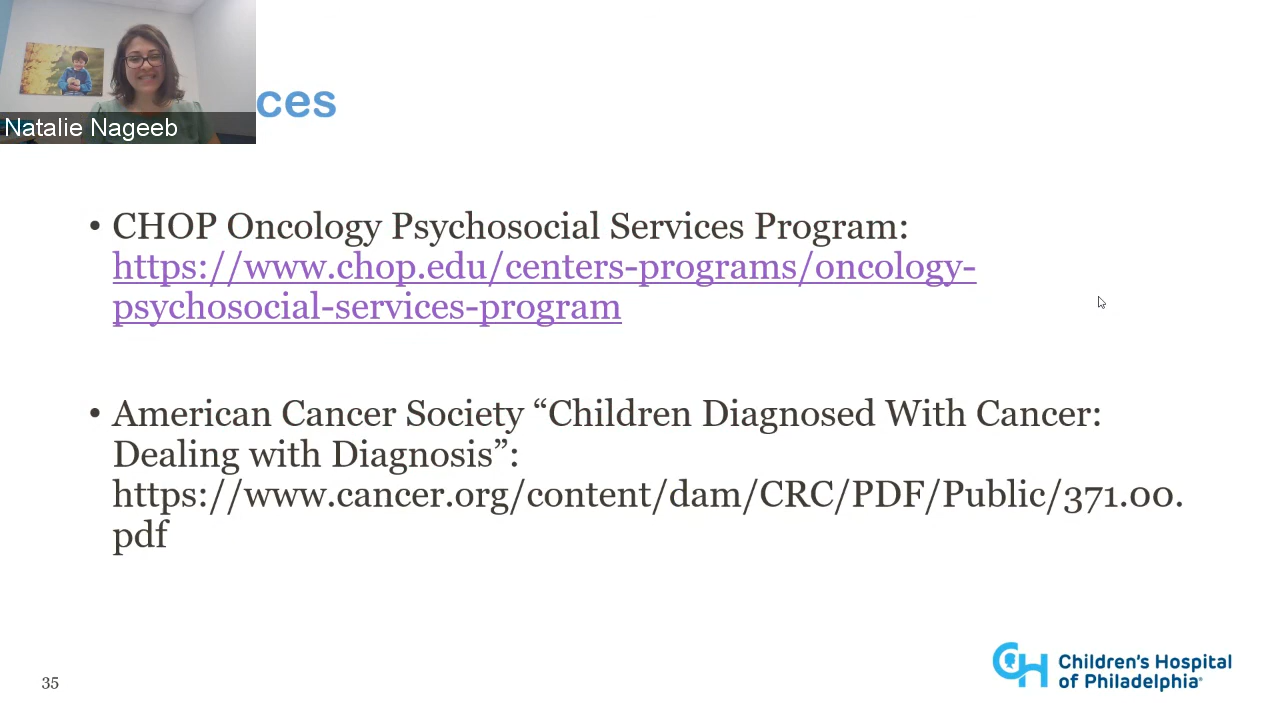 ces
Natalie Nageeb
• CHOP Oncology Psychosocial Services Program:
https://www.chop.edu/centers-programs/oncology-
psychosocial-services-program
• American Cancer Society “Children Diagnosed With Cancer:
Dealing with Diagnosis”:
https://www.cancer.org/content/dam/CRC/PDF/Public/371.00.
pdf
35
CH Children's Hospital
of Philadelphia